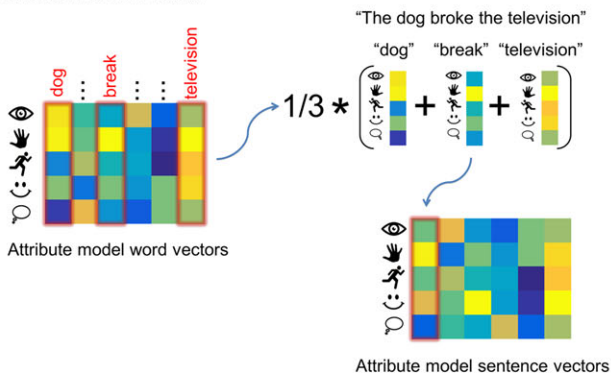 “The dog broke the television”
“dog” “break” “television”
dog ⋮ break ⋮ ⋮ television
1/3 * ( + + )
Attribute model word vectors
Attribute model sentence vectors